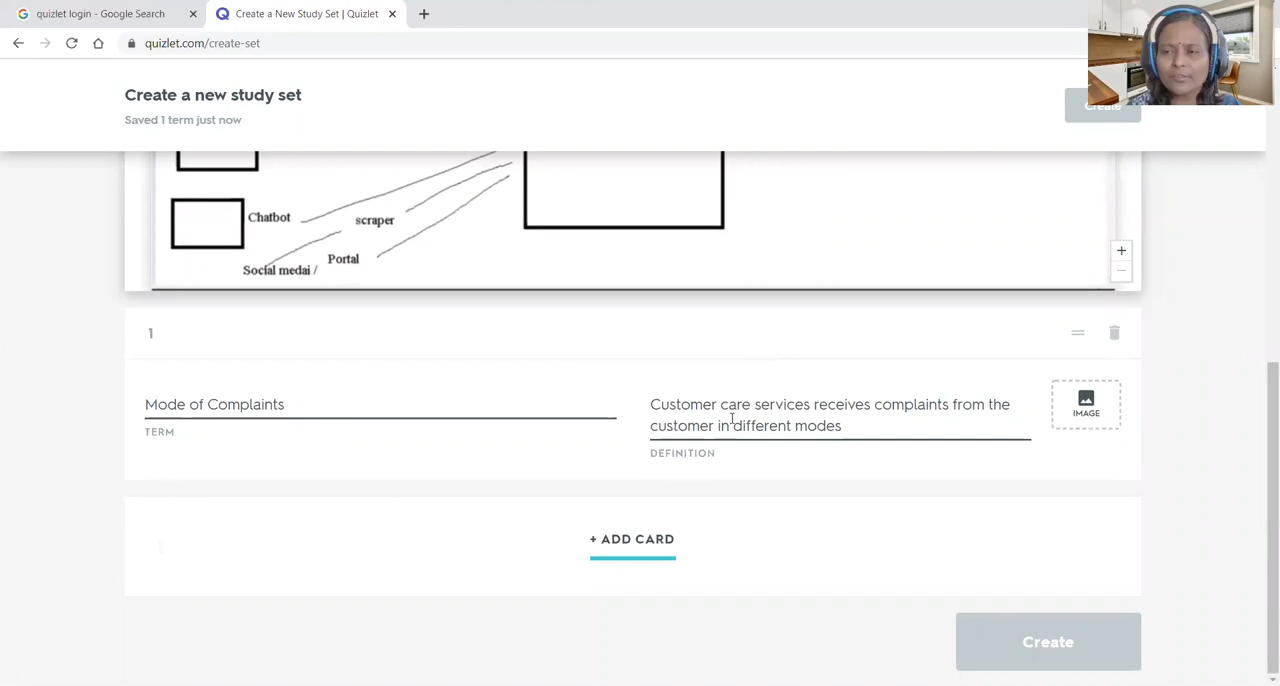 quizlet login - Google Search
Create a New Study Set | Quizlet
quizlet.com/create-set
Create a new study set
Saved 1 term just now
Create
Chatbot
scraper
Portal
Social medai /
1
Mode of Complaints
TERM
Customer care services receives complaints from the
customer in different modes
DEFINITION
IMAGE
+ ADD CARD
Create